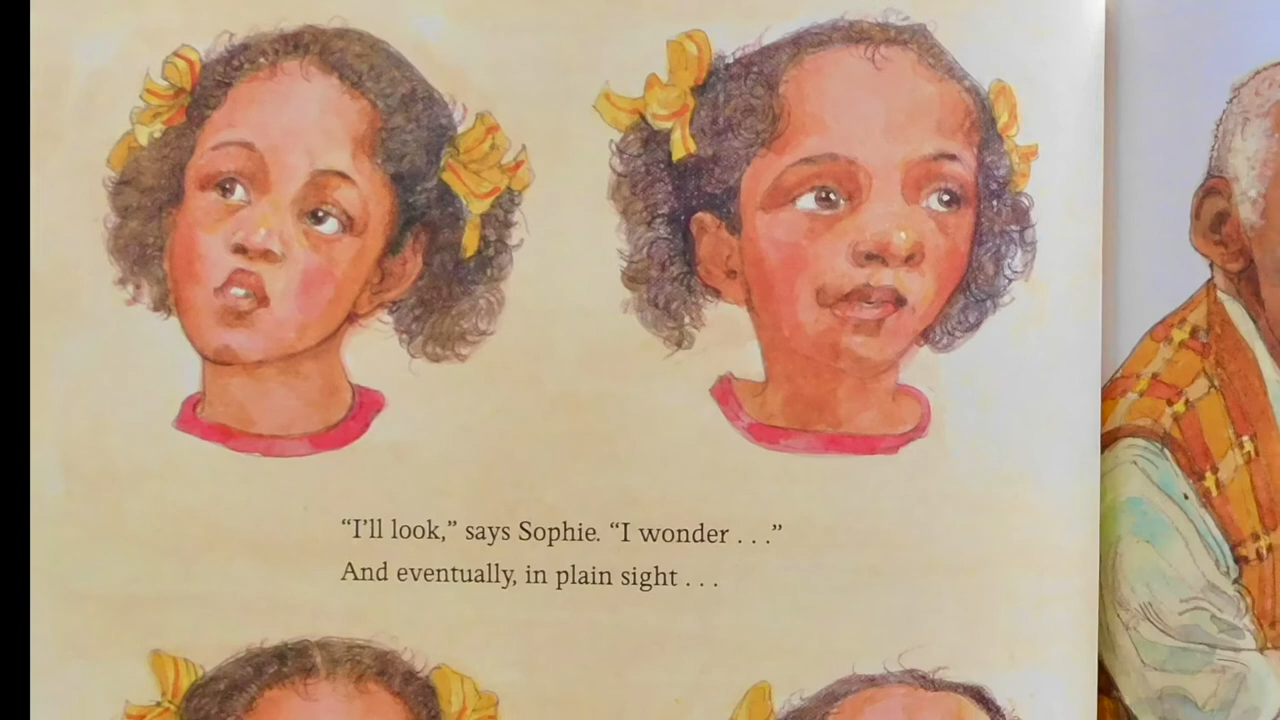 “I’ll look,” says Sophie. “I wonder . . .”
And eventually, in plain sight . . .